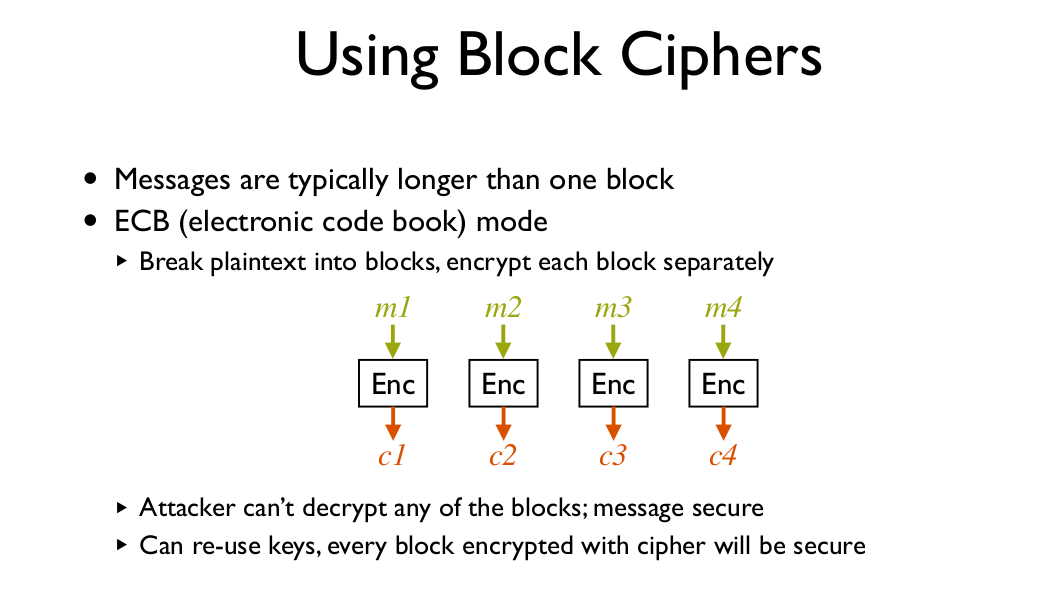 Using Block Ciphers
• Messages are typically longer than one block
• ECB (electronic code book) mode
‣ Break plaintext into blocks, encrypt each block separately
m1 m2 m3 m4
Enc Enc Enc Enc
c1 c2 c3 c4
‣ Attacker can’t decrypt any of the blocks; message secure
‣ Can re-use keys, every block encrypted with cipher will be secure